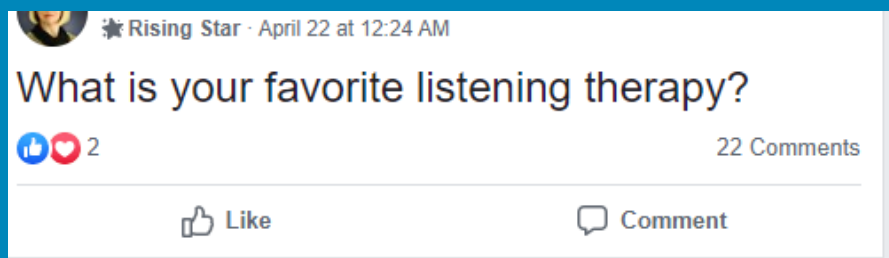 Rising Star · April 22 at 12:24 AM
What is your favorite listening therapy?
2 22 Comments
Like Comment